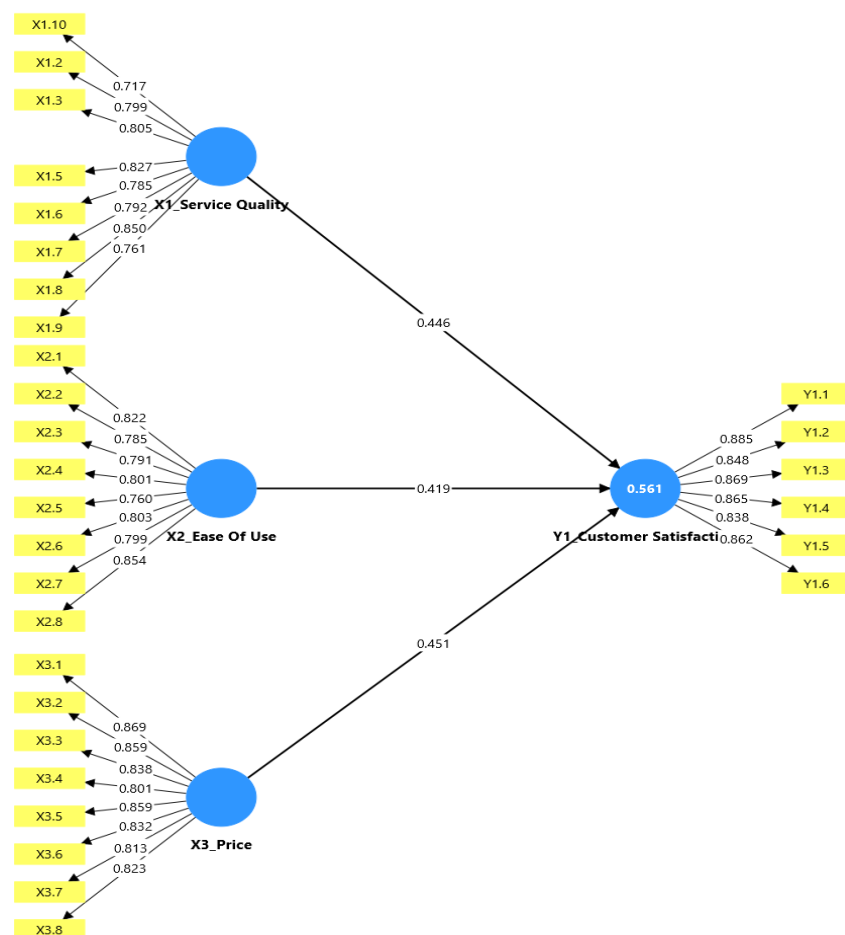 X1.10
X1.2
X1.3
X1.5
X1.6
X1.7
X1.8
X1.9
0.717
0.799
0.805
0.827
0.785
0.792
0.850
0.761
X1_Service Quality
0.446
X2.1
X2.2
X2.3
X2.4
X2.5
X2.6
X2.7
X2.8
0.822
0.785
0.791
0.801
0.760
0.803
0.799
0.854
X2_Ease Of Use
0.419
X3.1
X3.2
X3.3
X3.4
X3.5
X3.6
X3.7
X3.8
0.869
0.859
0.838
0.801
0.859
0.832
0.813
0.823
X3_Price
0.451
0.561
Y1_Customer Satisfacti
0.885
0.848
0.869
0.865
0.838
0.862
Y1.1
Y1.2
Y1.3
Y1.4
Y1.5
Y1.6